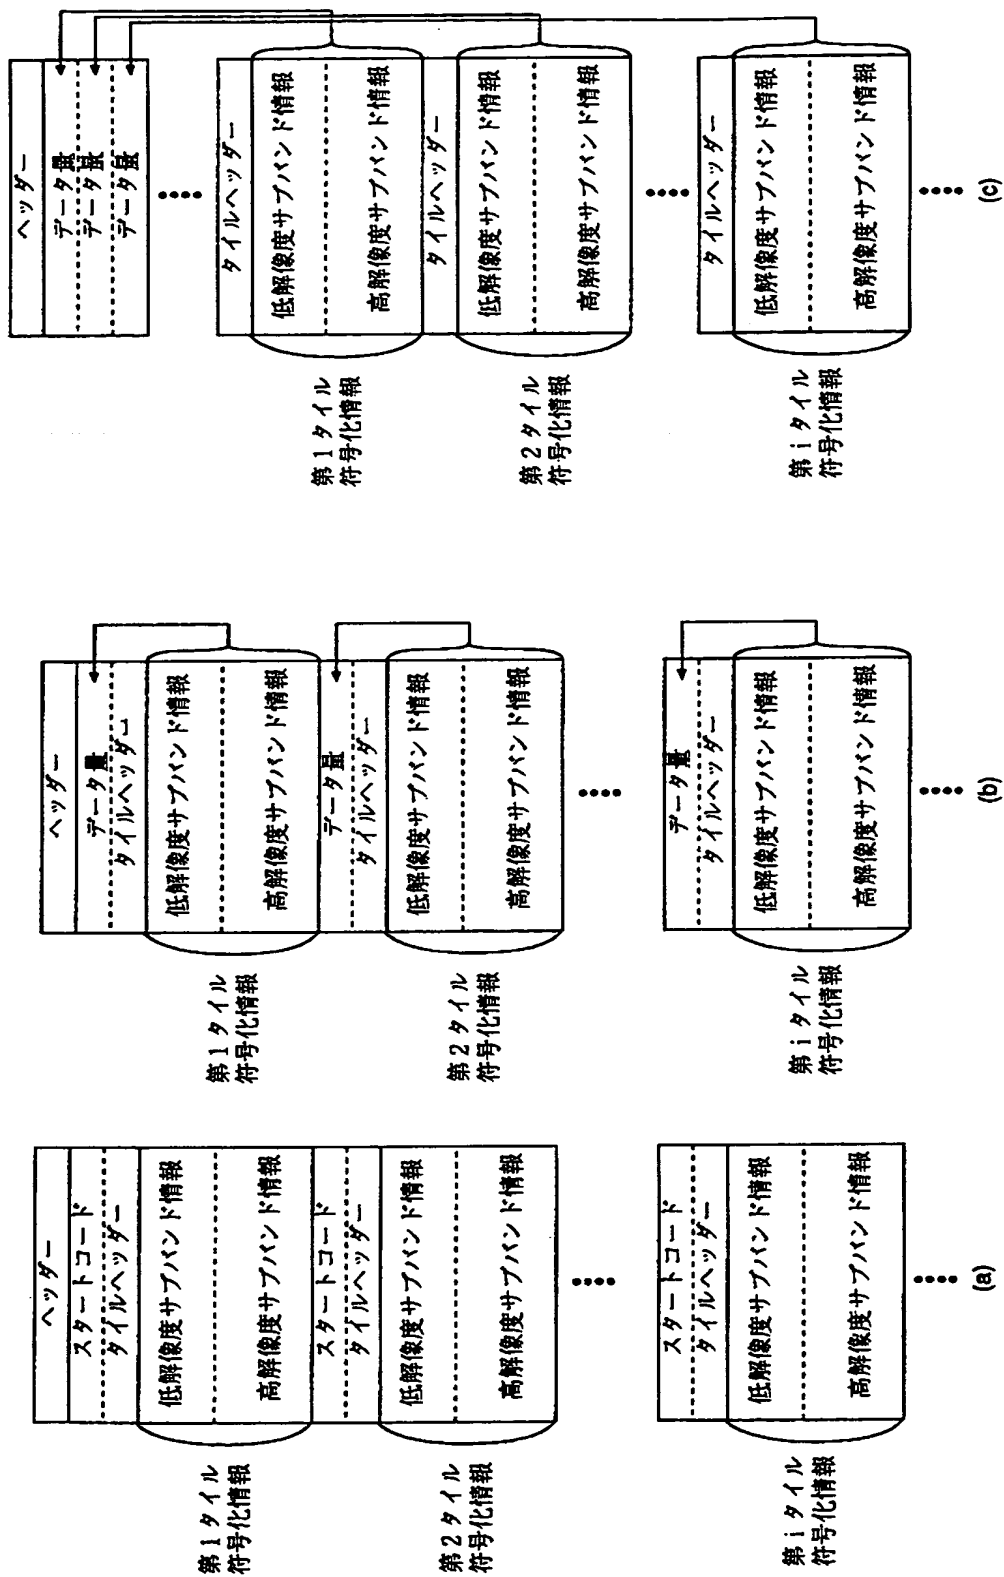 ヘッダー
スタートコード
タイルヘッダー
低解像度サブバンド情報
高解像度サブバンド情報
スタートコード
タイルヘッダー
低解像度サブバンド情報
高解像度サブバンド情報
スタートコード
タイルヘッダー
低解像度サブバンド情報
高解像度サブバンド情報
第1タイル
符号化情報
第2タイル
符号化情報
第iタイル
符号化情報
(a)
ヘッダー
データ量
タイルヘッダー
低解像度サブバンド情報
高解像度サブバンド情報
データ量
タイルヘッダー
低解像度サブバンド情報
高解像度サブバンド情報
データ量
タイルヘッダー
低解像度サブバンド情報
高解像度サブバンド情報
第1タイル
符号化情報
第2タイル
符号化情報
第iタイル
符号化情報
(b)
ヘッダー
データ量
データ量
データ量
タイルヘッダー
低解像度サブバンド情報
高解像度サブバンド情報
タイルヘッダー
低解像度サブバンド情報
高解像度サブバンド情報
タイルヘッダー
低解像度サブバンド情報
高解像度サブバンド情報
第1タイル
符号化情報
第2タイル
符号化情報
第iタイル
符号化情報
(c)